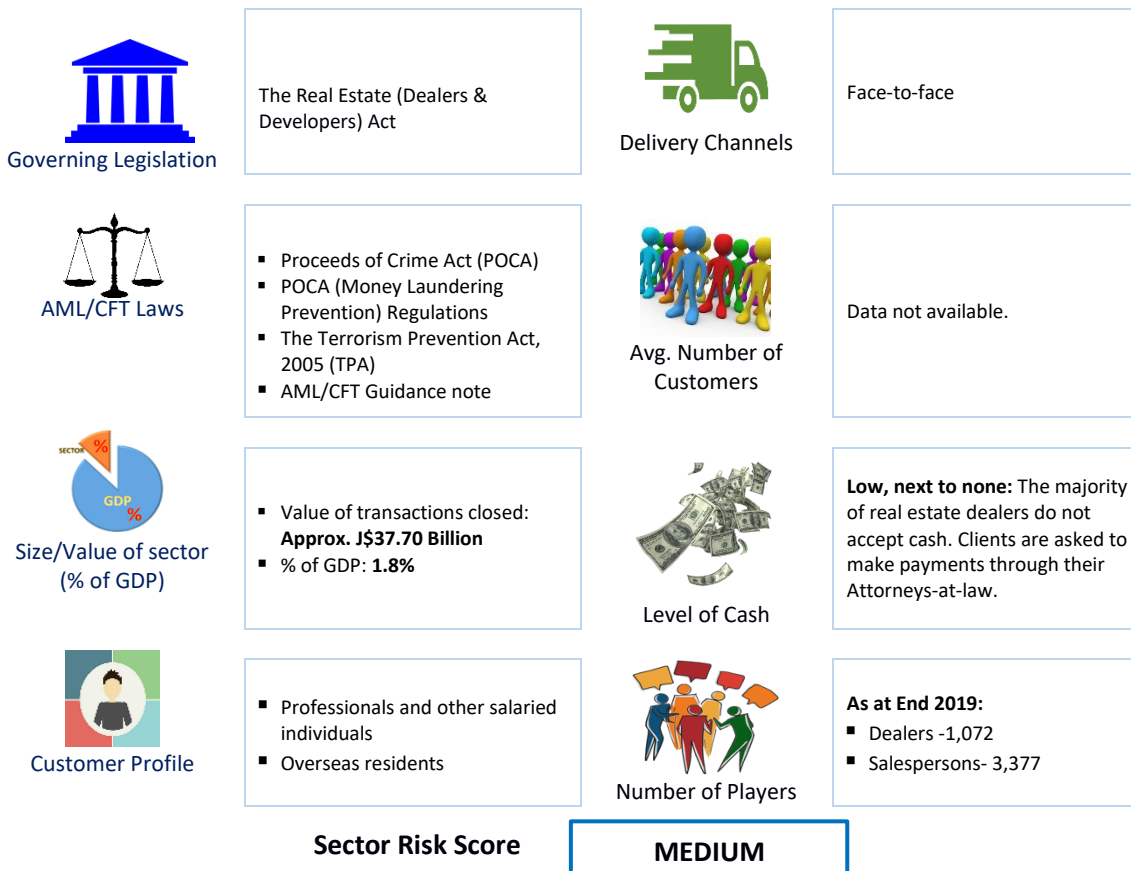 The Real Estate (Dealers &
Developers) Act
Governing Legislation
Face-to-face
Delivery Channels
▪ Proceeds of Crime Act (POCA)
▪ POCA (Money Laundering
Prevention) Regulations
▪ The Terrorism Prevention Act,
2005 (TPA)
▪ AML/CFT Guidance note
AML/CFT Laws
Data not available.
Avg. Number of
Customers
SECTOR %
GDP
%
Size/Value of sector
(% of GDP)
▪ Value of transactions closed:
Approx. J$37.70 Billion
▪ % of GDP: 1.8%
Level of Cash
Low, next to none: The majority
of real estate dealers do not
accept cash. Clients are asked to
make payments through their
Attorneys-at-law.
Customer Profile
▪ Professionals and other salaried
individuals
▪ Overseas residents
Number of Players
As at End 2019:
▪ Dealers -1,072
▪ Salespersons- 3,377
Sector Risk Score
MEDIUM